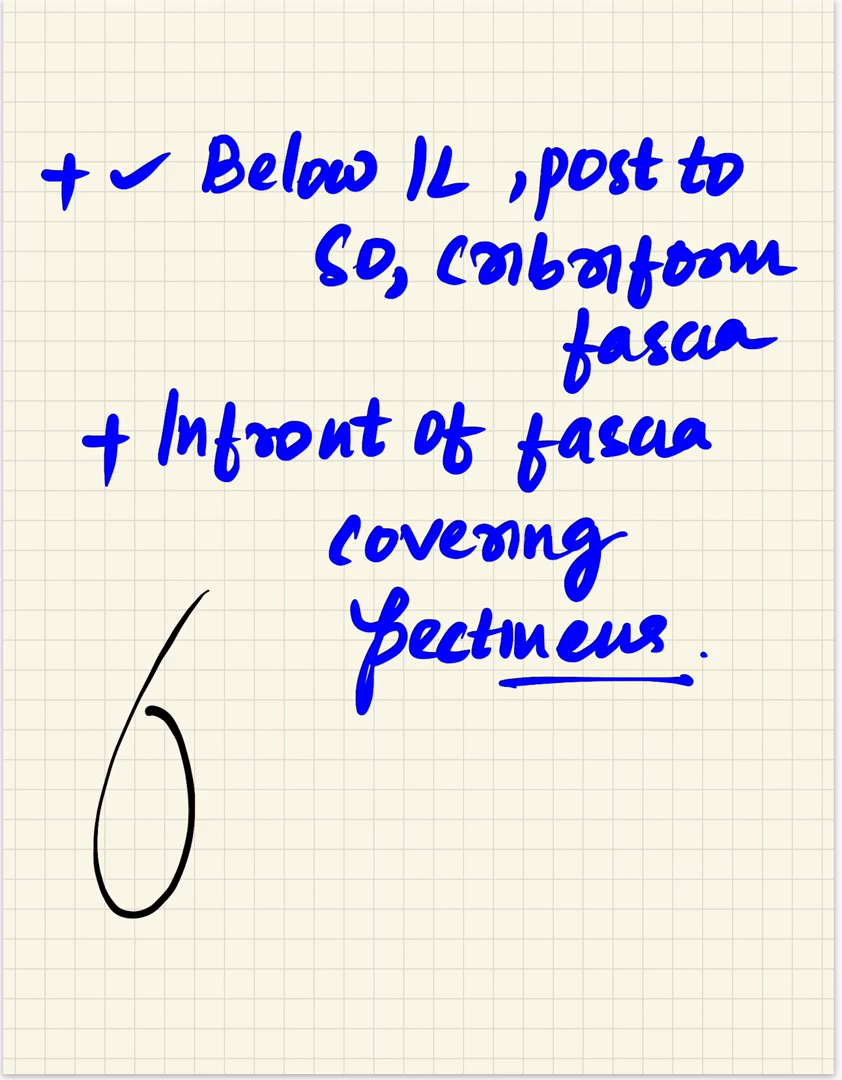 + ✓ Below IL, post to
SO, cribriform
fascia
+ Infront of fascia
covering
pectineus.
6